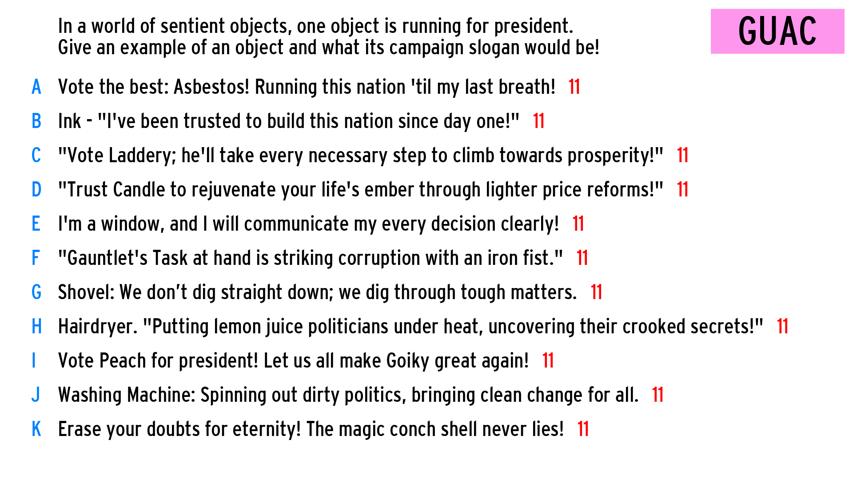 In a world of sentient objects, one object is running for president.
Give an example of an object and what its campaign slogan would be!
GUAC
A Vote the best: Asbestos! Running this nation 'til my last breath! 11
B Ink - "I've been trusted to build this nation since day one!" 11
C "Vote Laddery; he'll take every necessary step to climb towards prosperity!" 11
D "Trust Candle to rejuvenate your life's ember through lighter price reforms!" 11
E I'm a window, and I will communicate my every decision clearly! 11
F "Gauntlet's Task at hand is striking corruption with an iron fist." 11
G Shovel: We don’t dig straight down; we dig through tough matters. 11
H Hairdryer. "Putting lemon juice politicians under heat, uncovering their crooked secrets!" 11
I Vote Peach for president! Let us all make Goiky great again! 11
J Washing Machine: Spinning out dirty politics, bringing clean change for all. 11
K Erase your doubts for eternity! The magic conch shell never lies! 11